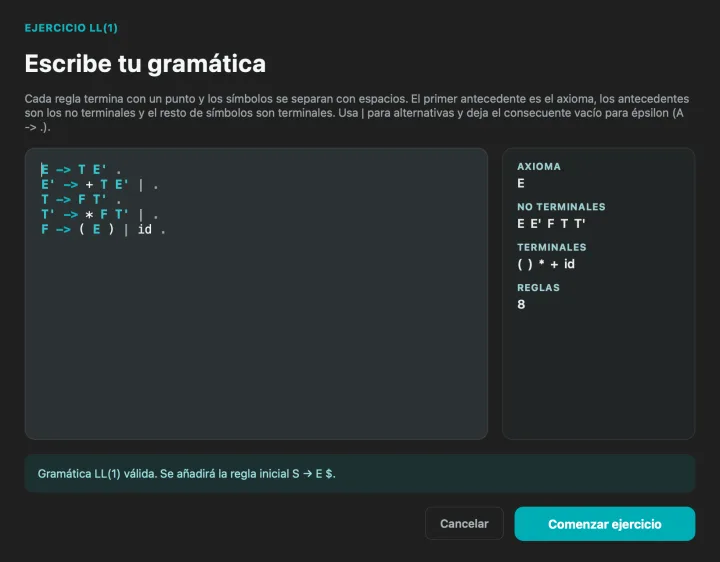 EJERCICIO LL(1)
Escribe tu gramática
Cada regla termina con un punto y los símbolos se separan con espacios. El primer antecedente es el axioma, los antecedentes
son los no terminales y el resto de símbolos son terminales. Usa | para alternativas y deja el consecuente vacío para épsilon (A
-> .).
E -> T E' .
E' -> + T E' | .
T -> F T' .
T' -> * F T' | .
F -> ( E ) | id .
AXIOMA
E
NO TERMINALES
E E' F T T'
TERMINALES
( ) * + id
REGLAS
8
Gramática LL(1) válida. Se añadirá la regla inicial S → E $.
Cancelar
Comenzar ejercicio